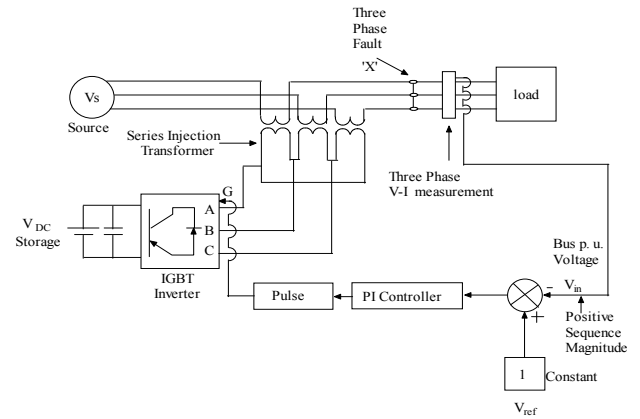 Three
Phase
Fault
'X'
Vs
Source
load
Series Injection
Transformer
Three Phase
V-I measurement
G
A
B
C
V DC
Storage
IGBT
Inverter
Bus p. u.
Voltage
Pulse
PI Controller
-
Vin
+
Positive
Sequence
Magnitude
1
Constant
Vref